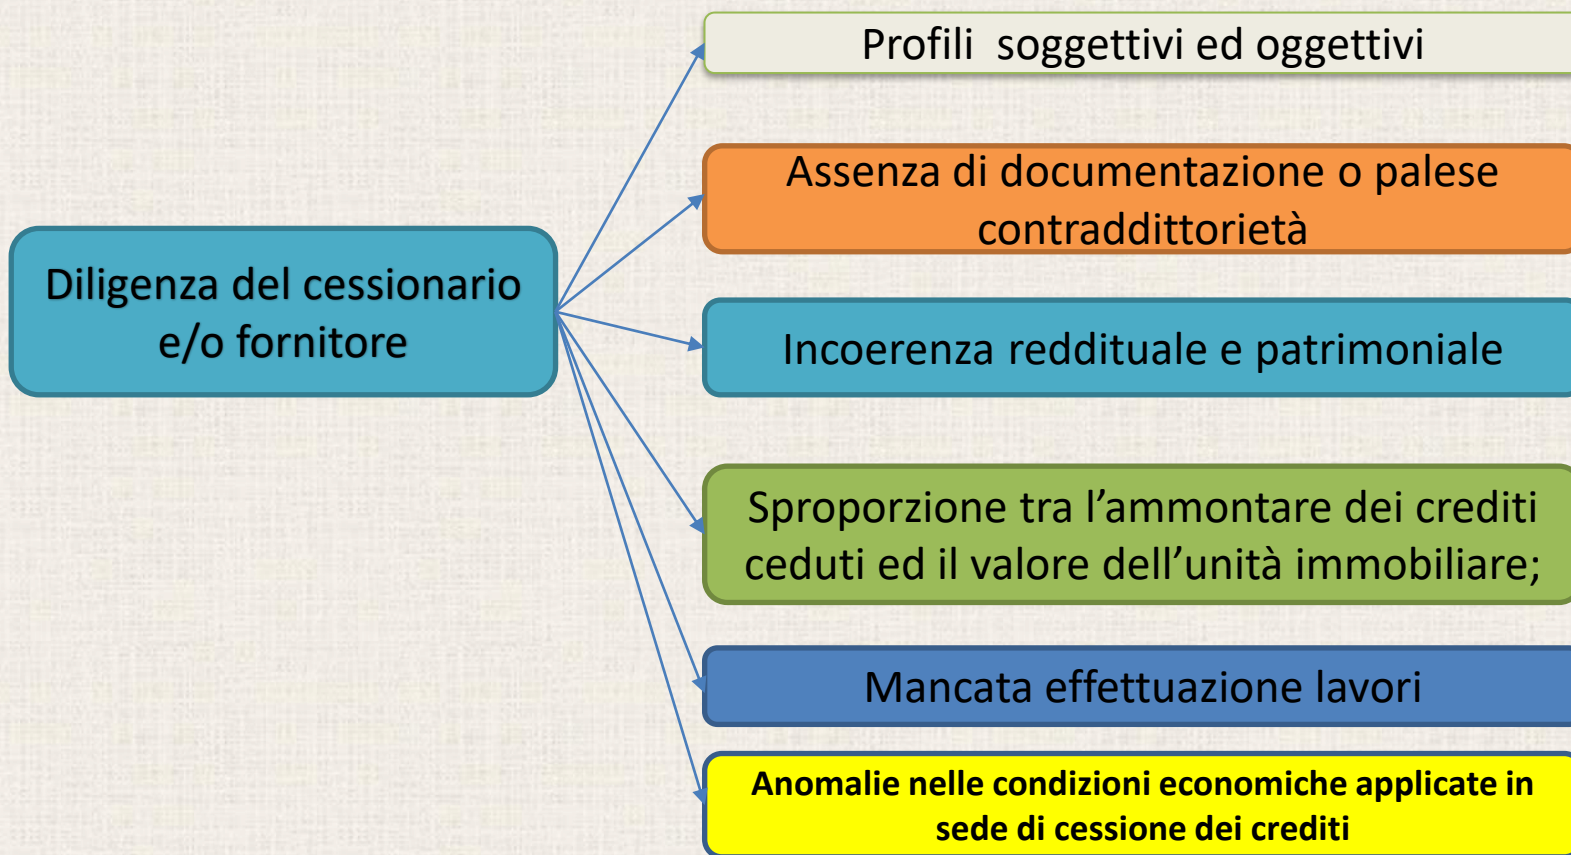 Profili  soggettivi ed oggettivi
Assenza di documentazione o palese
contraddittorietà
Diligenza del cessionario
e/o fornitore
Incoerenza reddituale e patrimoniale
Sproporzione tra l’ammontare dei crediti
ceduti ed il valore dell’unità immobiliare;
Mancata effettuazione lavori
Anomalie nelle condizioni economiche applicate in
sede di cessione dei crediti